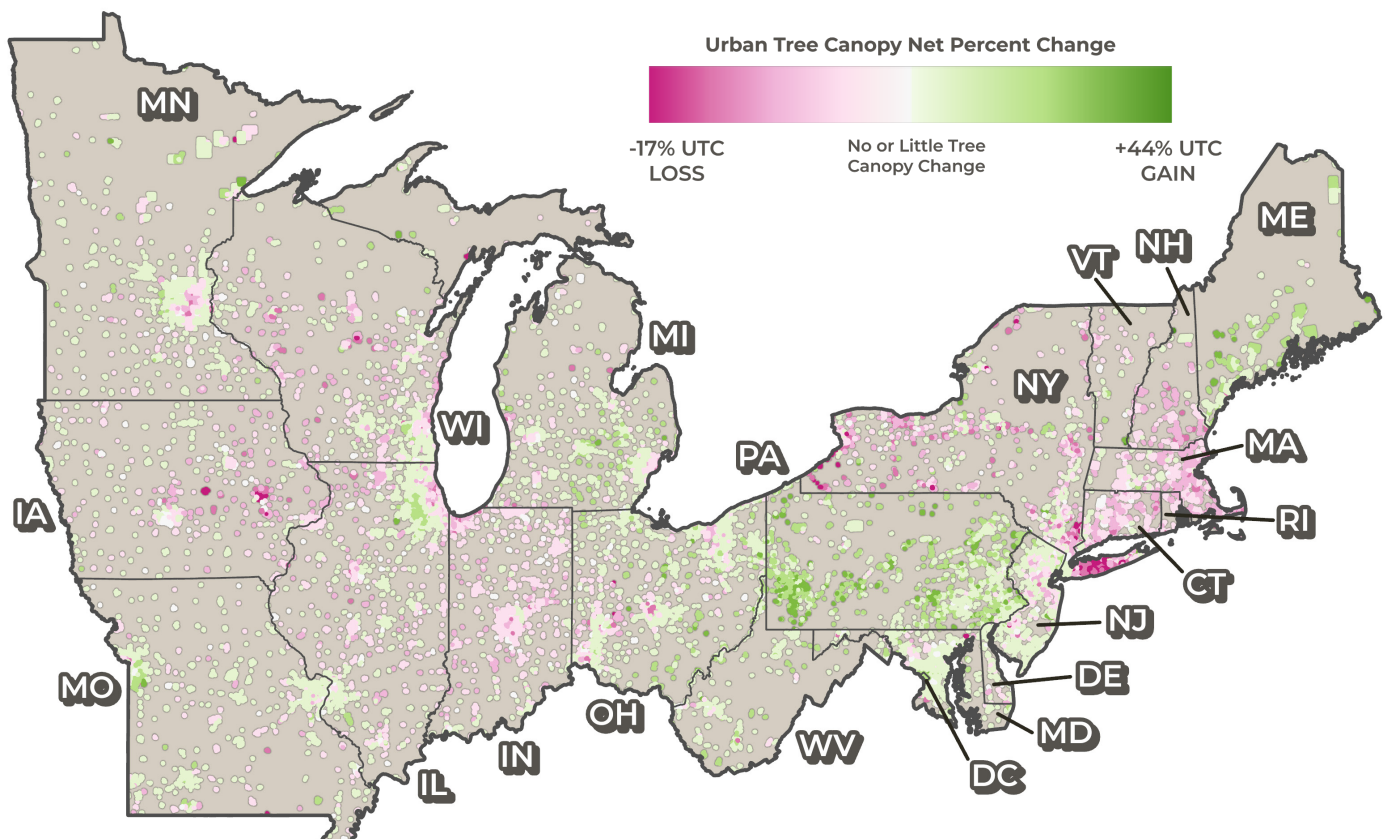 Urban Tree Canopy Net Percent Change
-17% UTC
LOSS
No or Little Tree
Canopy Change
+44% UTC
GAIN
MN
ME
NH
VT
MI
NY
WI
PA
MA
IA
RI
CT
NJ
MO
DE
OH
MD
WV
IN
DC
IL